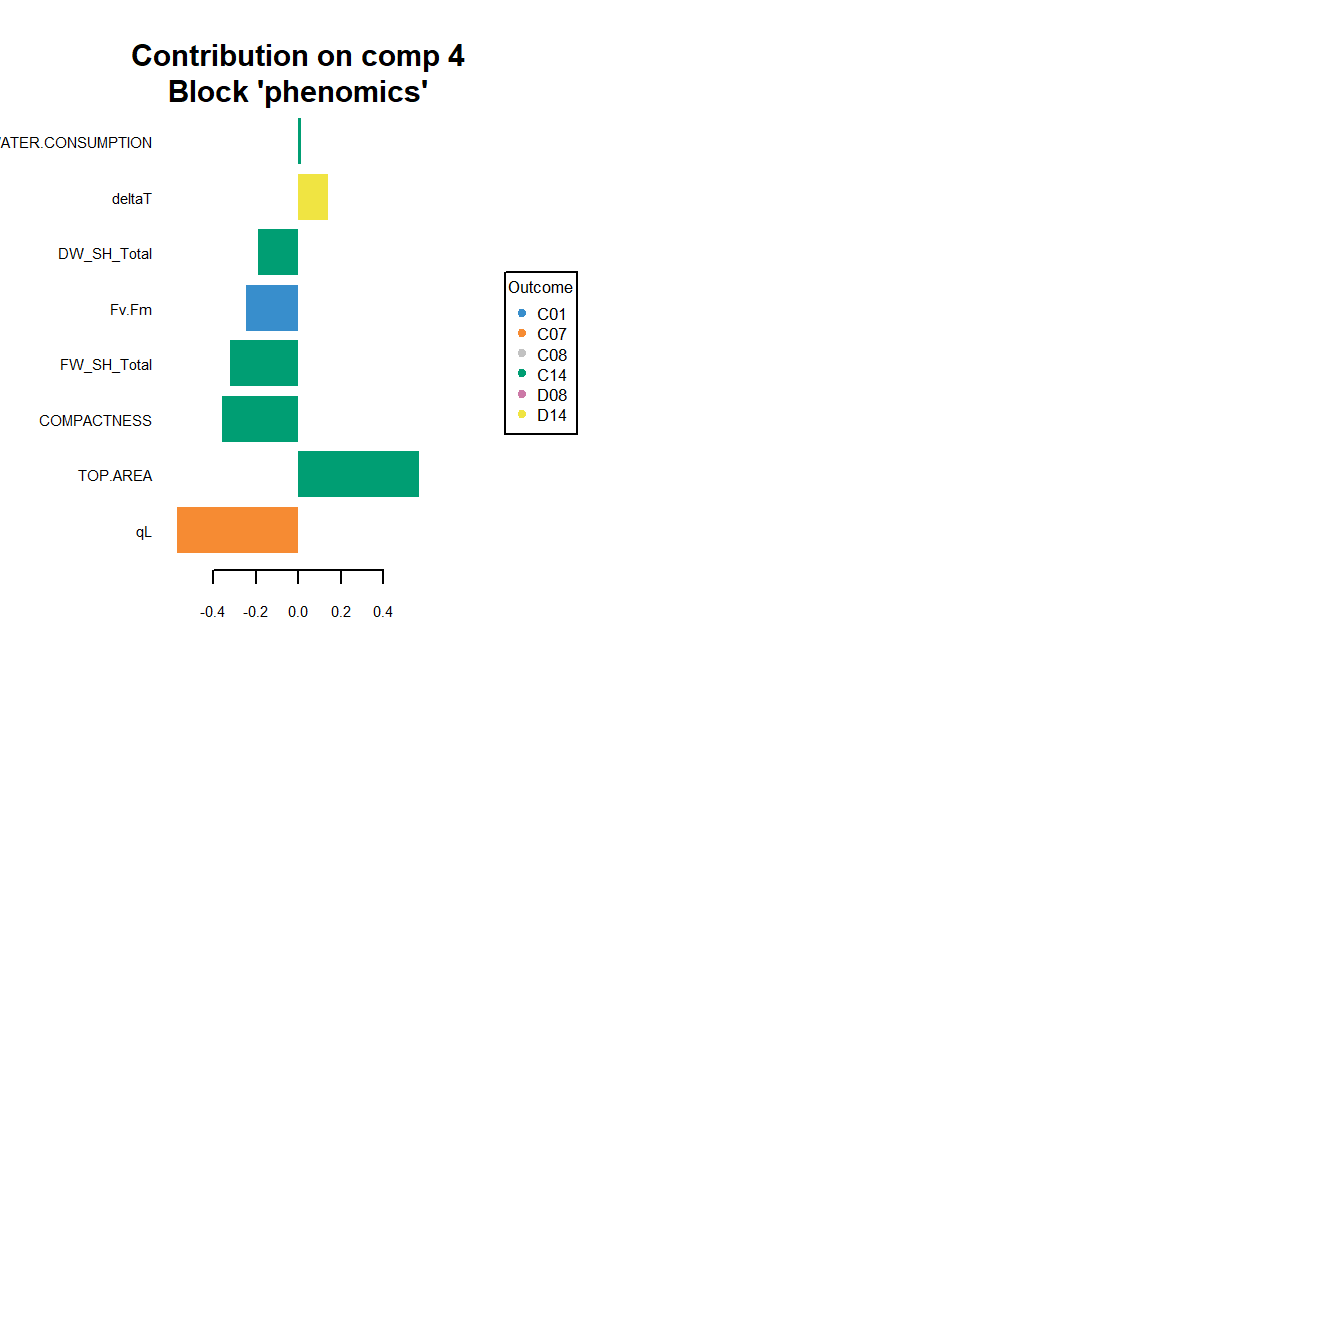 Contribution on comp 4
Block 'phenomics'
ATER.CONSUMPTION
deltaT
DW_SH_Total
Fv.Fm
FW_SH_Total
COMPACTNESS
TOP.AREA
qL
-0.4 -0.2 0.0 0.2 0.4
Outcome
C01
C07
C08
C14
D08
D14